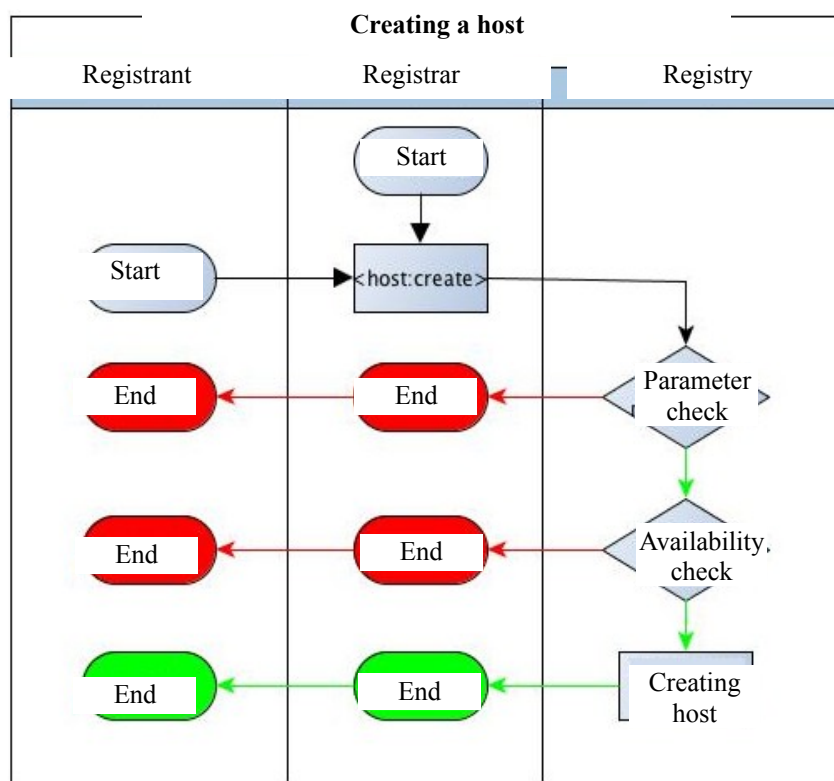 Creating a host
Registrant Registrar Registry
Start
Start <host:create>
End End Parameter
check
End End Availability
check
End End Creating
host